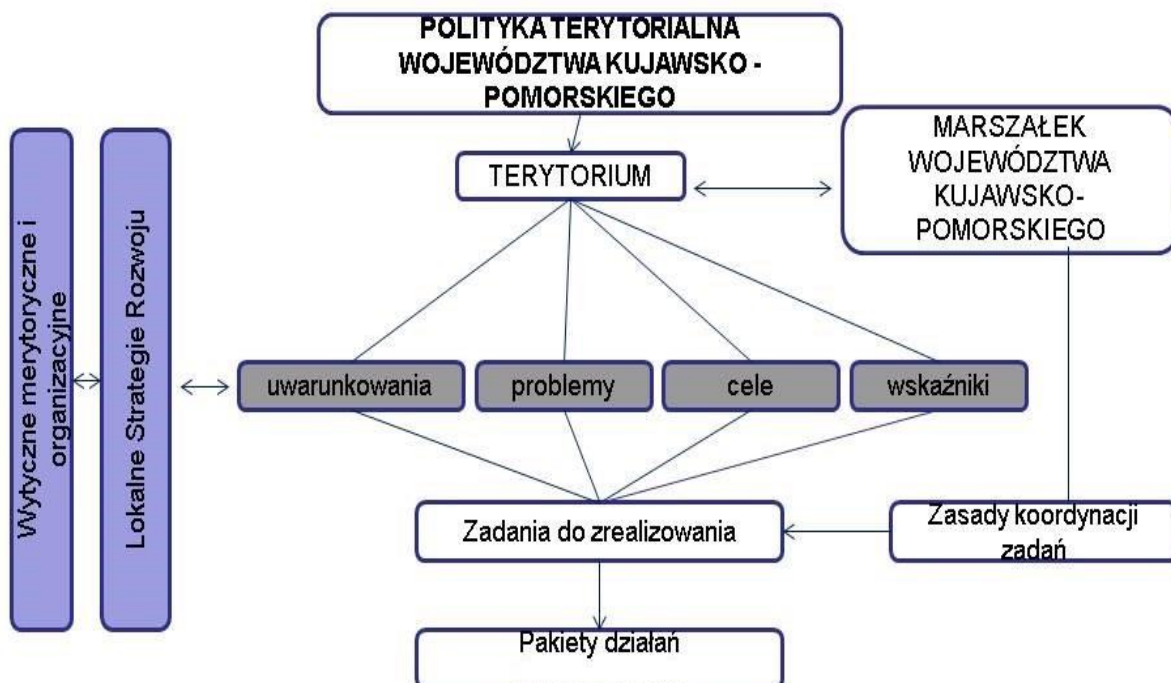 POLITYKA TERYTORIALNA
WOJEWÓDZTWA KUJAWSKO -
POMORSKIEGO
MARSZAŁEK
WOJEWÓDZTWA
KUJAWSKO-
POMORSKIEGO
TERYTORIUM
Wytyczne merytoryczne i
organizacyjne
Lokalne Strategie Rozwoju
uwarunkowania
problemy
cele
wskaźniki
Zadania do zrealizowania
Zasady koordynacji
zadań
Pakiety działań